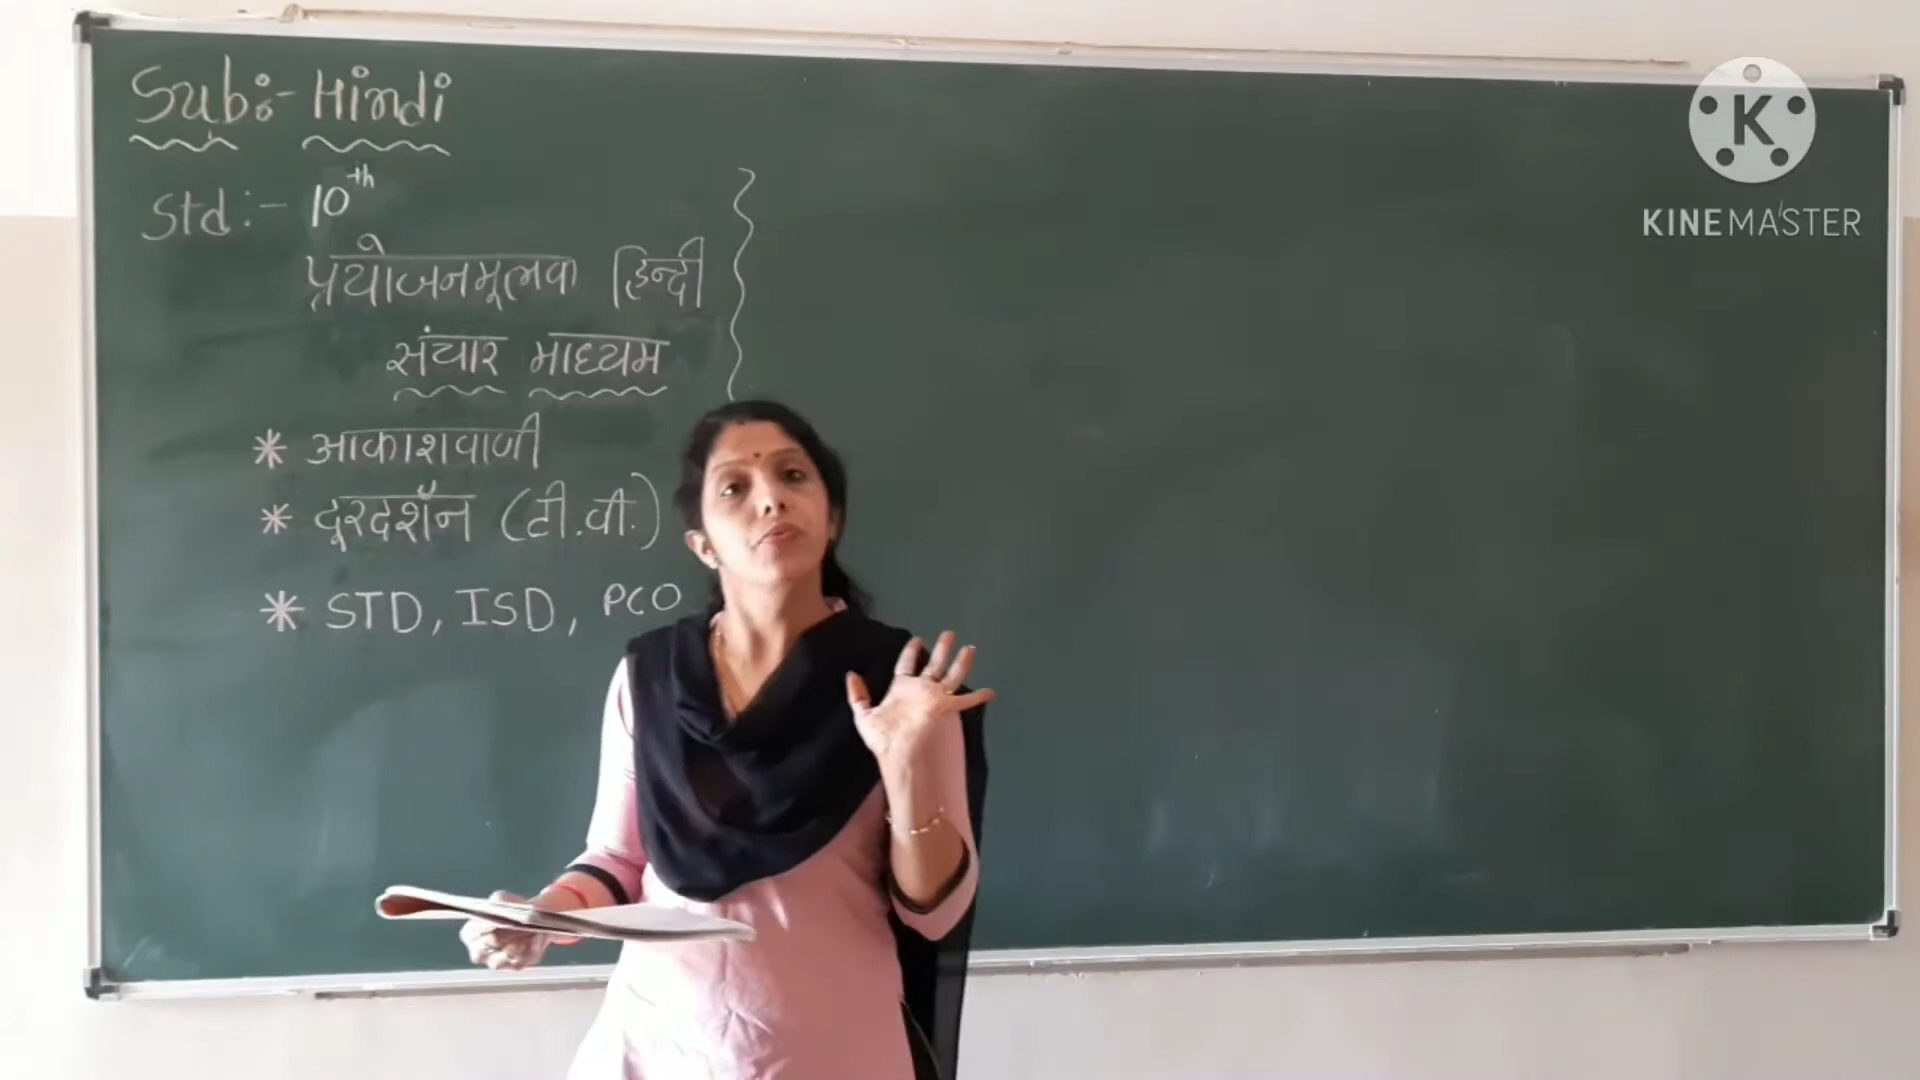 Sub:- Hindi
Std:- 10th
प्रयोजनमूलक हिन्दी
संचार माध्यम
* आकाशवाणी
* दूरदर्शन (टी.वी.)
* STD, ISD, PCO
K
KINEMASTER